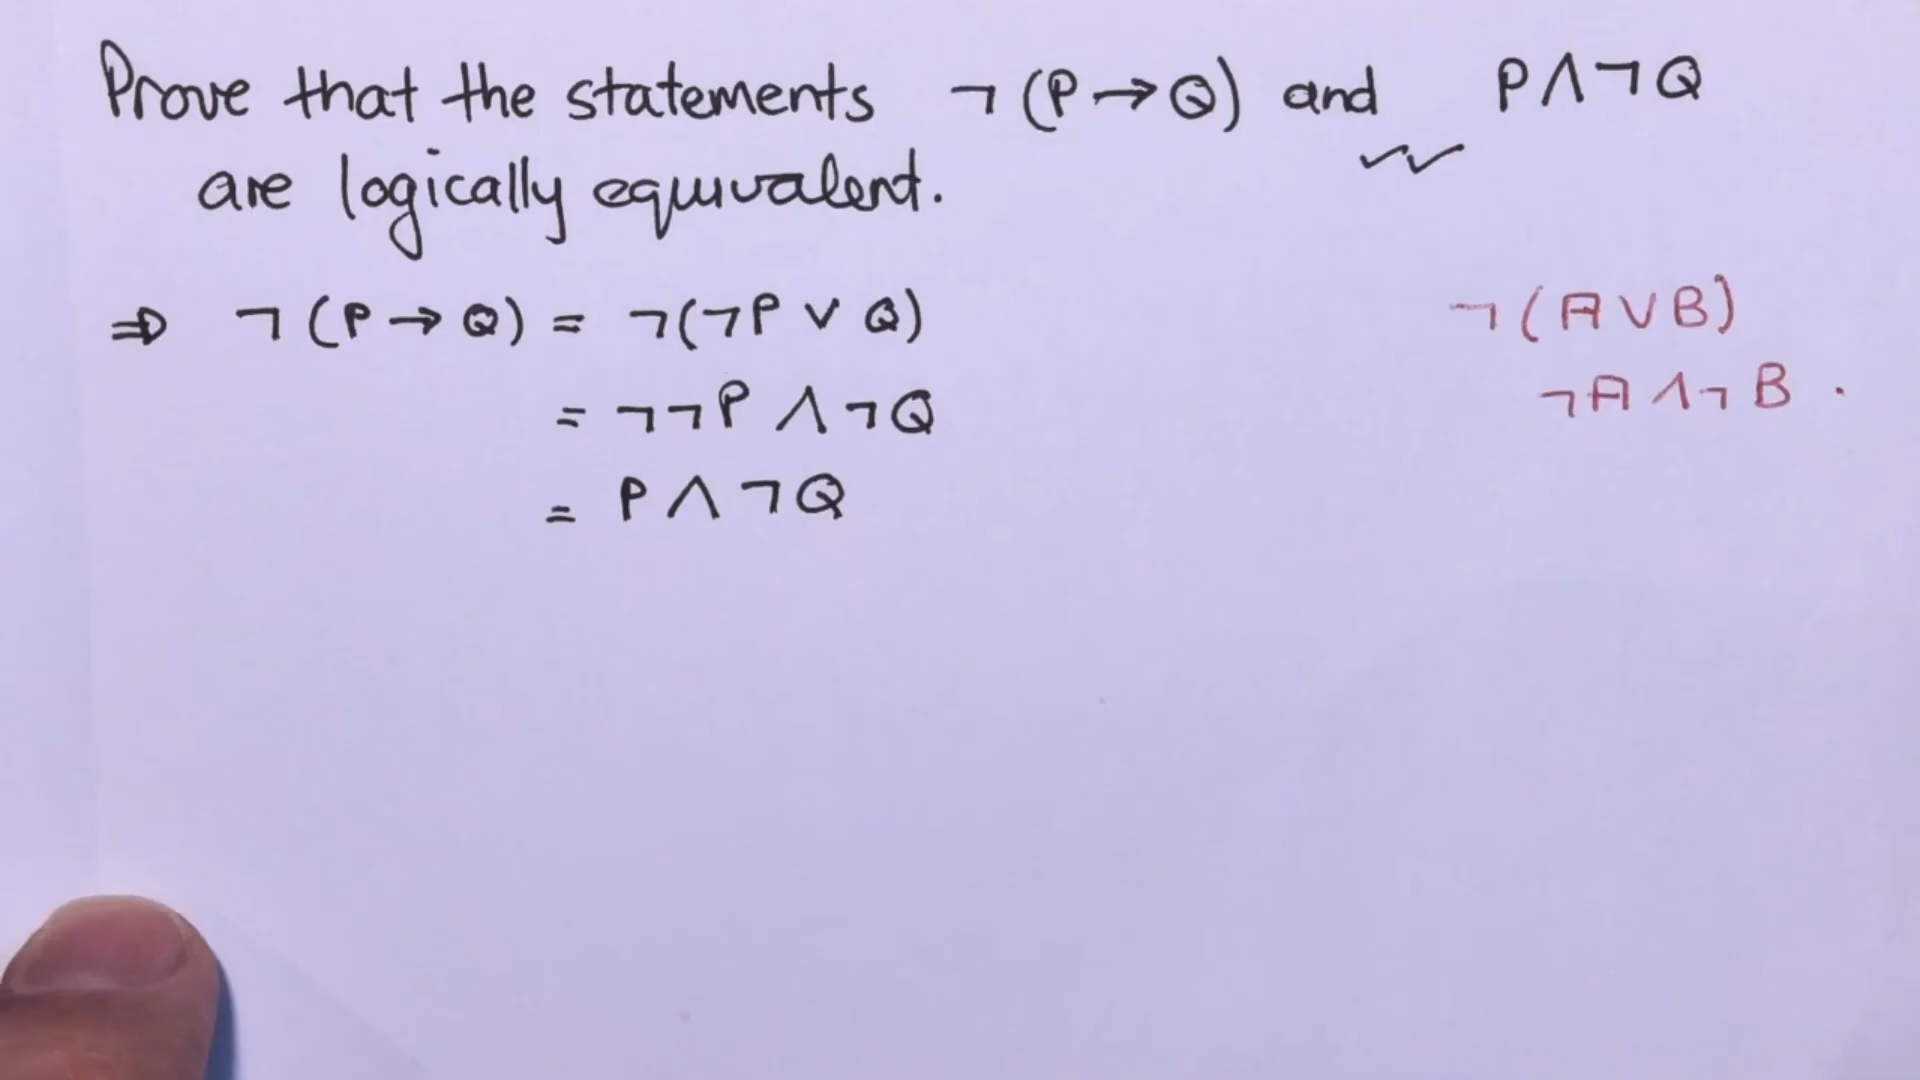 Prove that the statements ¬(P→Q) and P∧¬Q
are logically equivalent.
⇒ ¬(P→Q) = ¬(¬P∨Q)
= ¬¬P∧¬Q
= P∧¬Q
¬(A∨B)
¬A∧¬B.